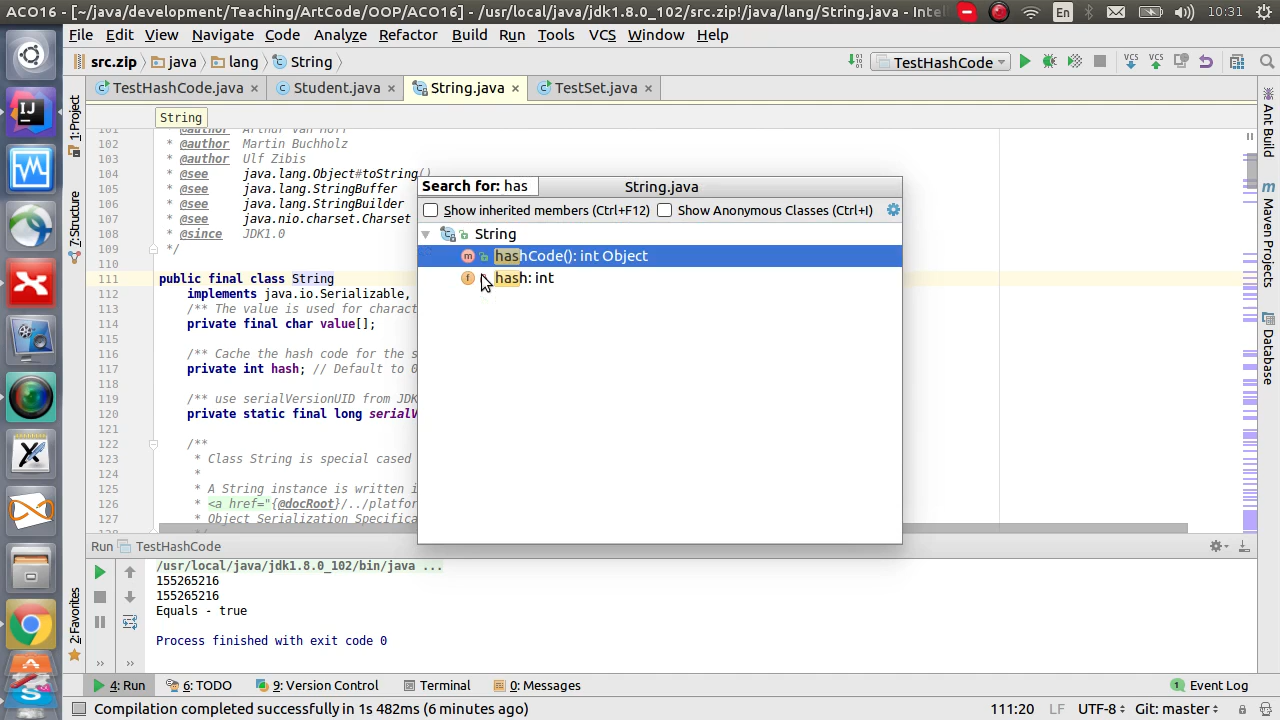 ACO16 - [~/java/development/Teaching/ArtCode/OOP/ACO16] - /usr/local/java/jdk1.8.0_102/src.zip!/java/lang/String.java - Inte
En
10:31
File Edit View Navigate Code Analyze Refactor Build Run Tools VCS Window Help
src.zip java lang String
TestHashCode
VCS VCS
TestHashCode.java Student.java String.java TestSet.java
String
102 * @author Martin Buchholz
103 * @author Ulf Zibis
104 * @see java.lang.Object#toString()
105 * @see java.lang.StringBuffer
106 * @see java.lang.StringBuilder
107 * @see java.nio.charset.Charset
108 * @since JDK1.0
109 */
110
111 public final class String
112 implements java.io.Serializable,
113 /** The value is used for charact
114 private final char value[];
115
116 /** Cache the hash code for the s
117 private int hash; // Default to 0
118
119 /** use serialVersionUID from JDK
120 private static final long serialV
121
122 /**
123 * Class String is special cased
124 *
125 * A String instance is written i
126 * <a href="{@docRoot}/../platfor
127 * Object Serialization Specifica
Search for: has
String.java
Show inherited members (Ctrl+F12) Show Anonymous Classes (Ctrl+I)
String
m hashCode(): int Object
f hash: int
1: Project
7: Structure
2: Favorites
Ant Build
m
Maven Projects
Database
Run TestHashCode
/usr/local/java/jdk1.8.0_102/bin/java ...
155265216
155265216
Equals - true
Process finished with exit code 0
4: Run 6: TODO 9: Version Control Terminal 0: Messages
1 Event Log
Compilation completed successfully in 1s 482ms (6 minutes ago)
111:20 LF UTF-8 Git: master